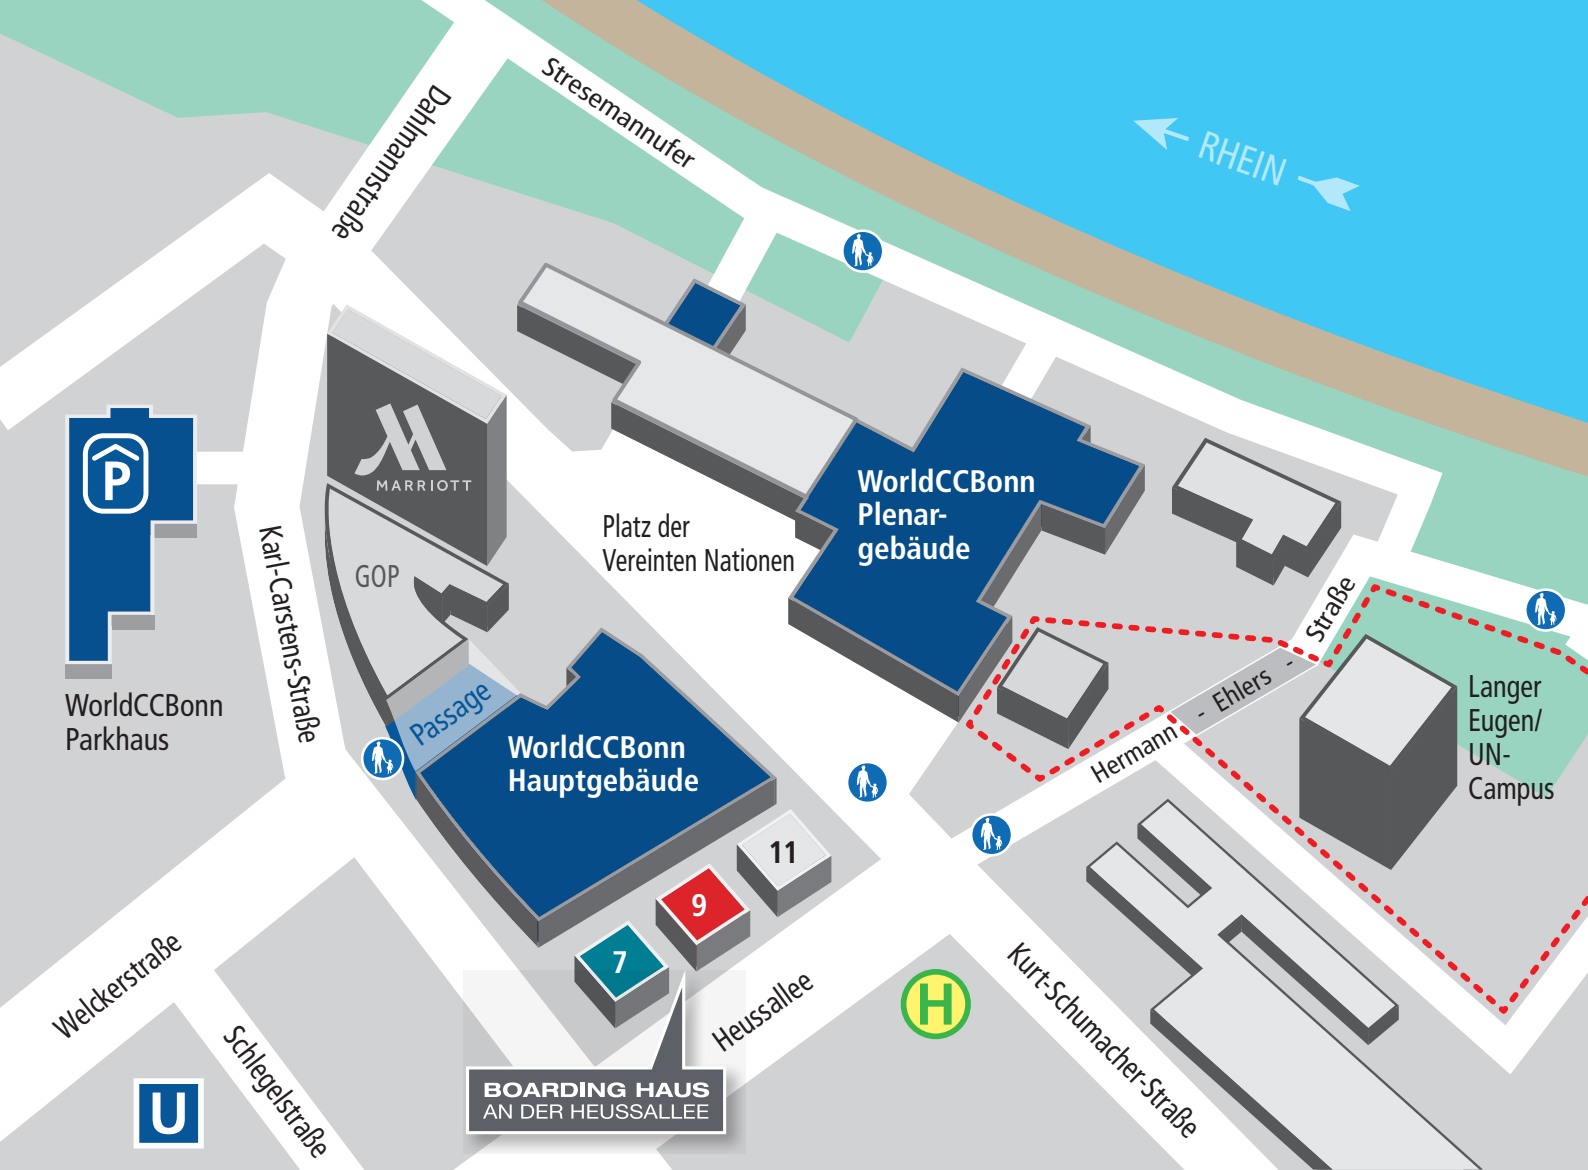 Stresemannufer
Dahlmannstraße
RHEIN
MARRIOTT
P
WorldCCBonn
Plenar-
gebäude
Platz der
Vereinten Nationen
GOP
Karl-Carstens-Straße
Straße
- Ehlers -
Hermann
Langer
Eugen/
UN-
Campus
WorldCCBonn
Parkhaus
Passage
WorldCCBonn
Hauptgebäude
11
9
7
Welckerstraße
Heussallee
H
Kurt-Schumacher-Straße
Schlegelstraße
BOARDING HAUS
AN DER HEUSSALLEE
U